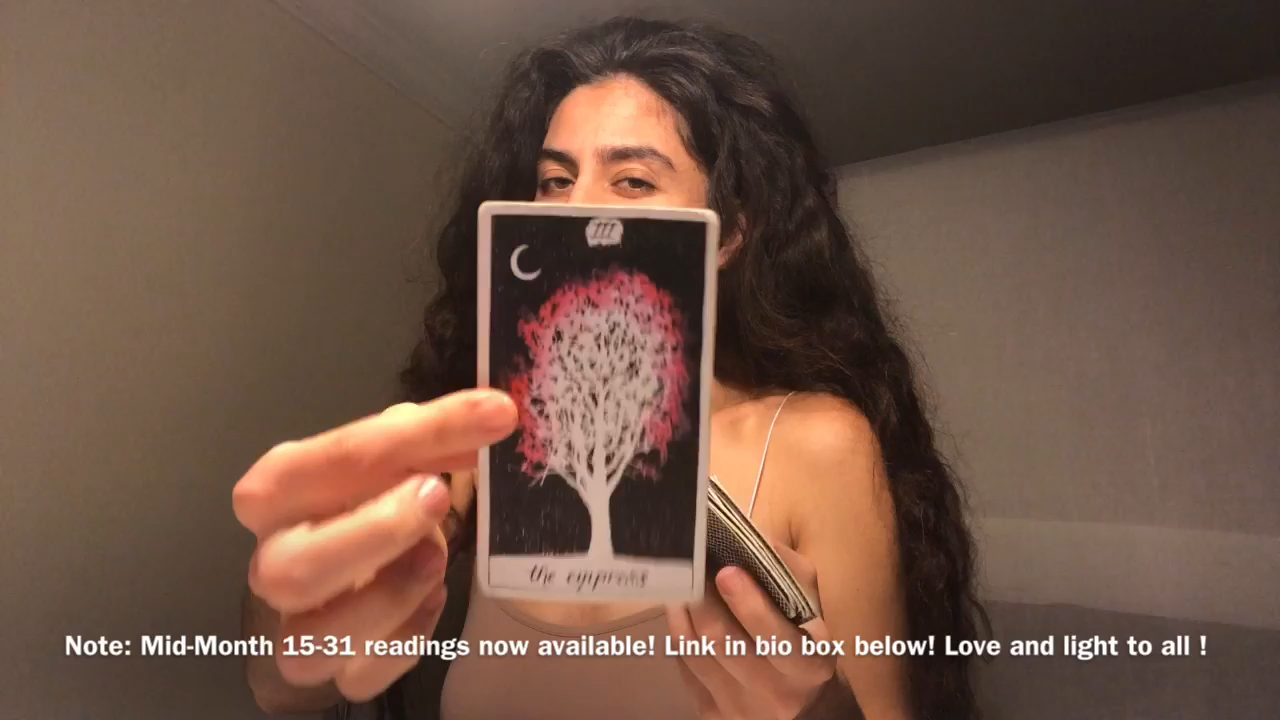 III
the empress
Note: Mid-Month 15-31 readings now available! Link in bio box below! Love and light to all !